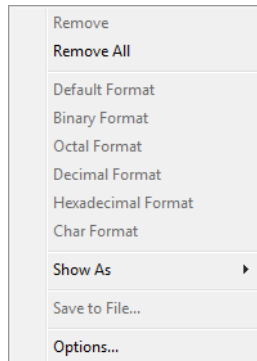 Remove
Remove All
Default Format
Binary Format
Octal Format
Decimal Format
Hexadecimal Format
Char Format
Show As
Save to File...
Options...